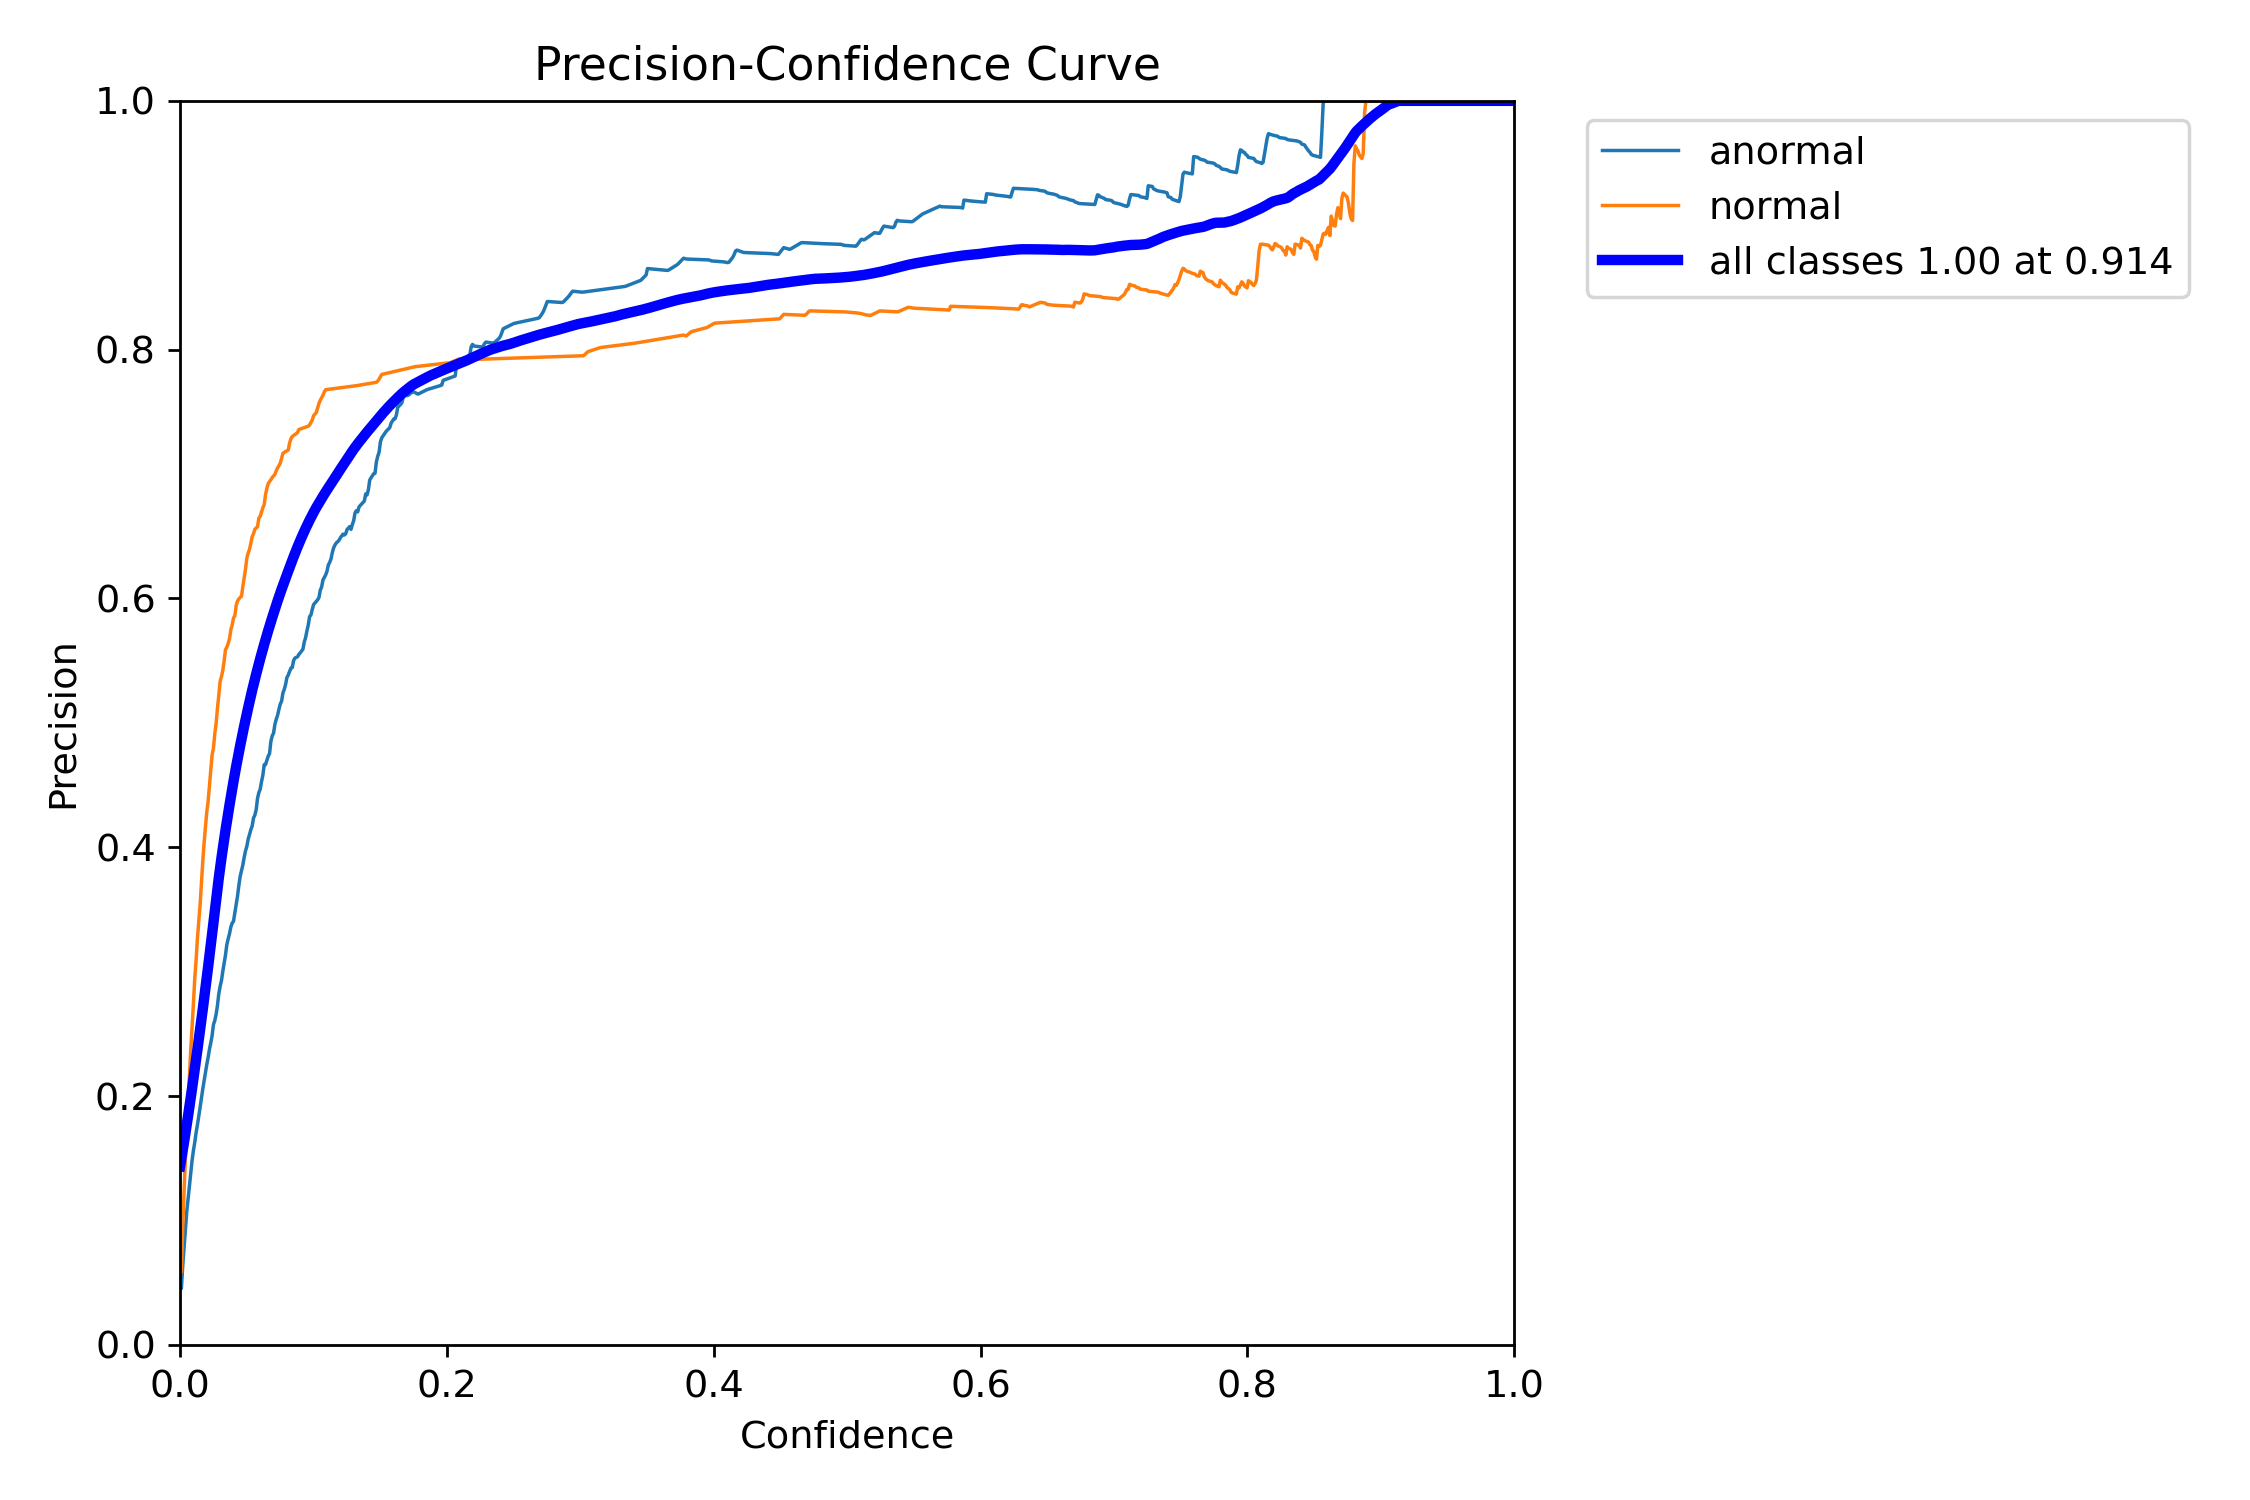 Precision-Confidence Curve
1.0
0.8
0.6
0.4
0.2
0.0
Precision
0.0 0.2 0.4 0.6 0.8 1.0
Confidence
anormal
normal
all classes 1.00 at 0.914